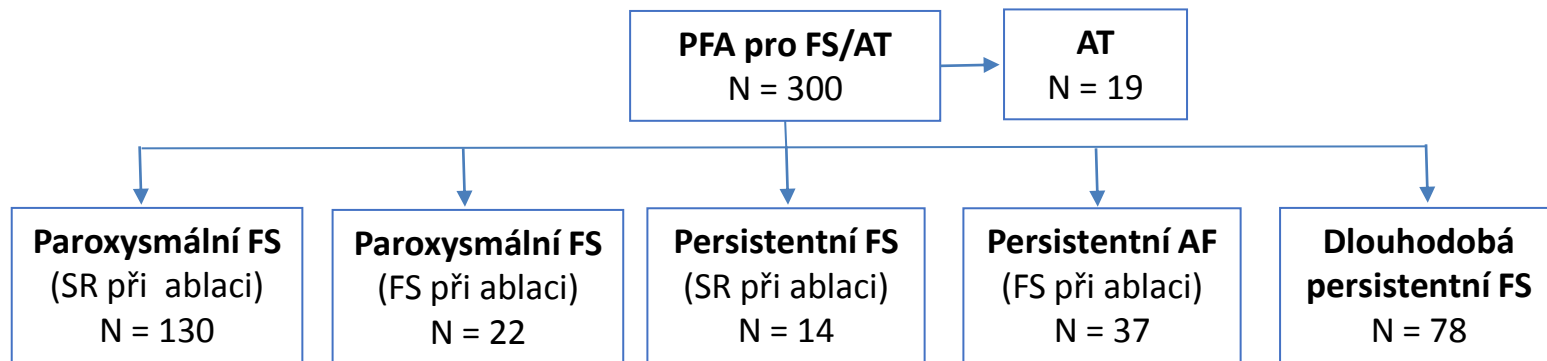 PFA pro FS/AT
N = 300
AT
N = 19
Paroxysmální FS
(SR při ablaci)
N = 130
Paroxysmální FS
(FS při ablaci)
N = 22
Persistentní FS
(SR při ablaci)
N = 14
Persistentní AF
(FS při ablaci)
N = 37
Dlouhodobá
persistentní FS
N = 78